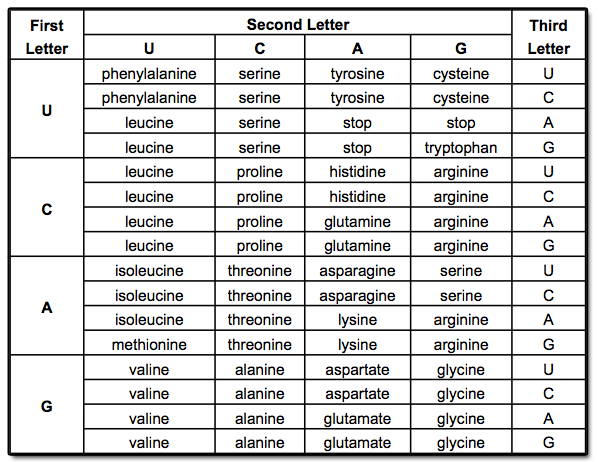 First Letter Second Letter Third Letter
U C A G
U
phenylalanine serine tyrosine cysteine U
phenylalanine serine tyrosine cysteine C
leucine serine stop stop A
leucine serine stop tryptophan G
C
leucine proline histidine arginine U
leucine proline histidine arginine C
leucine proline glutamine arginine A
leucine proline glutamine arginine G
A
isoleucine threonine asparagine serine U
isoleucine threonine asparagine serine C
isoleucine threonine lysine arginine A
methionine threonine lysine arginine G
G
valine alanine aspartate glycine U
valine alanine aspartate glycine C
valine alanine glutamate glycine A
valine alanine glutamate glycine G